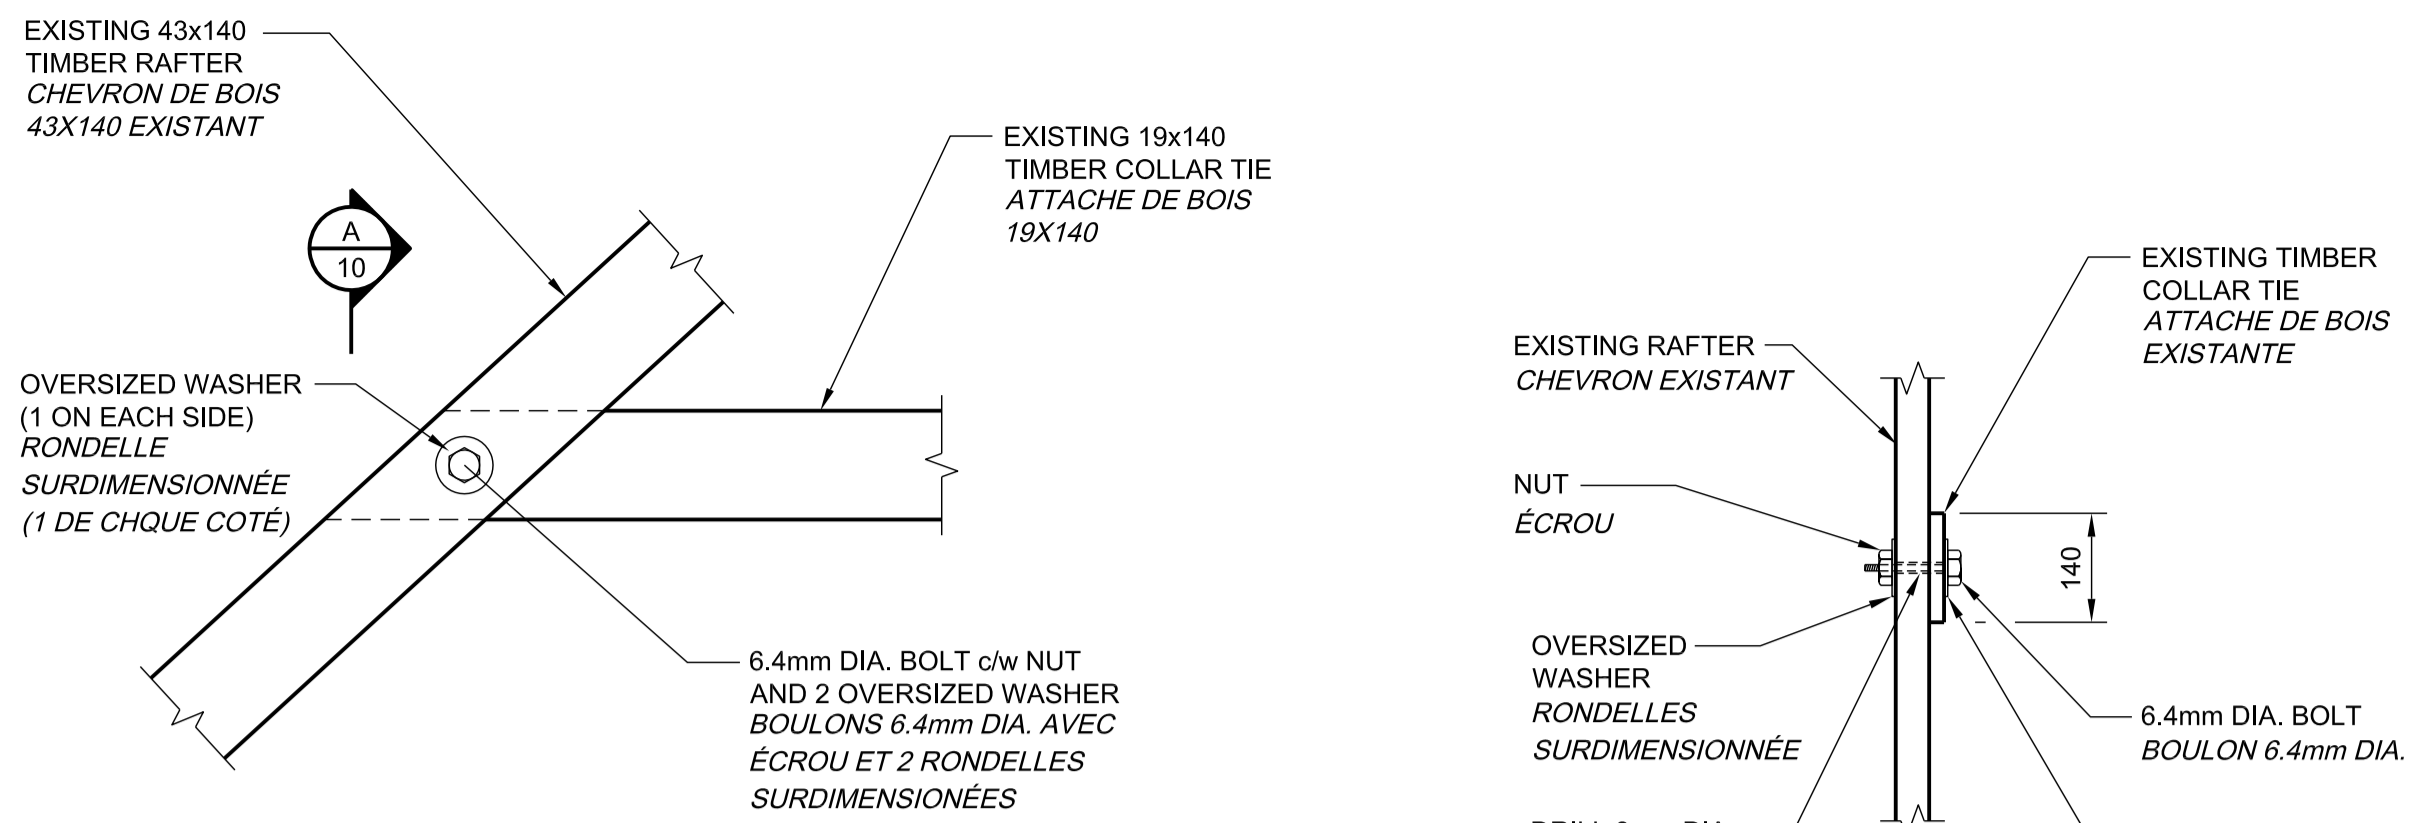 EXISTING 43x140
TIMBER RAFTER
CHEVRON DE BOIS
43X140 EXISTANT
A
10
EXISTING 19x140
TIMBER COLLAR TIE
ATTACHE DE BOIS
19X140
OVERSIZED WASHER
(1 ON EACH SIDE)
RONDELLE
SURDIMENSIONNÉE
(1 DE CHQUE COTÉ)
6.4mm DIA. BOLT c/w NUT
AND 2 OVERSIZED WASHER
BOULONS 6.4mm DIA. AVEC
ÉCROU ET 2 RONDELLES
SURDIMENSIONÉES
EXISTING TIMBER
COLLAR TIE
ATTACHE DE BOIS
EXISTANTE
EXISTING RAFTER
CHEVRON EXISTANT
NUT
ÉCROU
140
OVERSIZED
WASHER
RONDELLES
SURDIMENSIONNÉE
6.4mm DIA. BOLT
BOULON 6.4mm DIA.